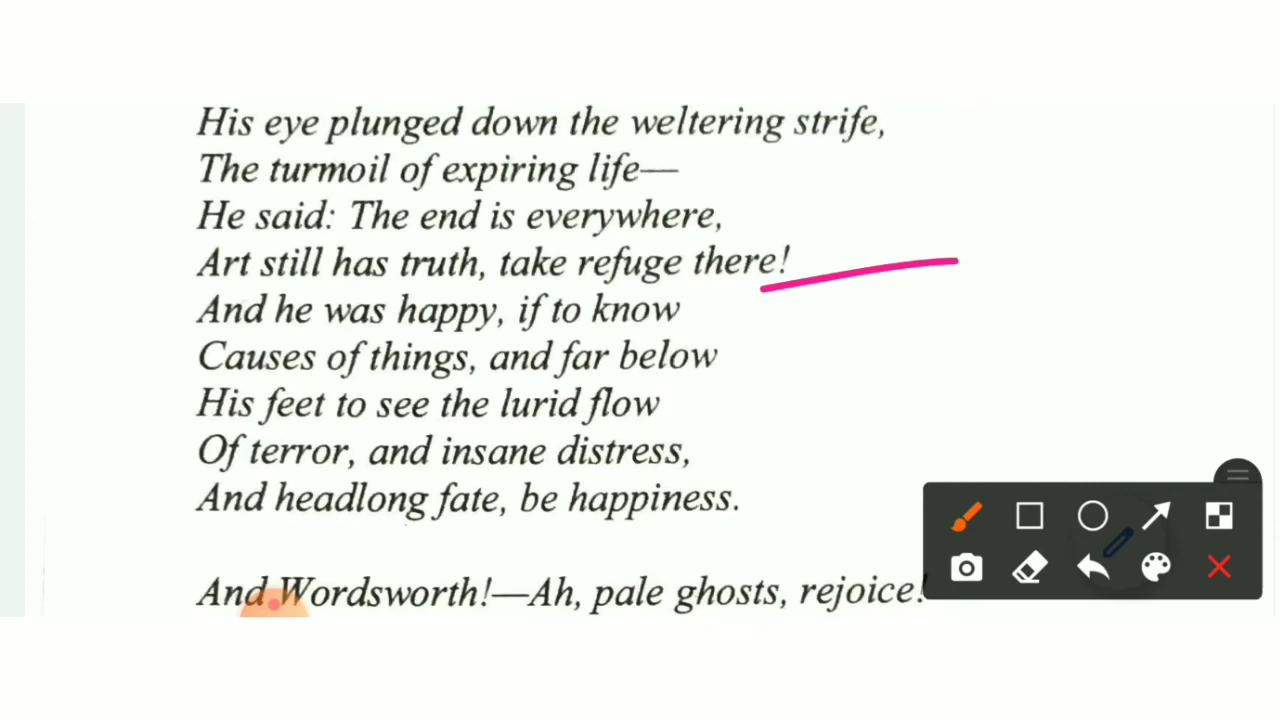 His eye plunged down the weltering strife,
The turmoil of expiring life—
He said: The end is everywhere,
Art still has truth, take refuge there!
And he was happy, if to know
Causes of things, and far below
His feet to see the lurid flow
Of terror, and insane distress,
And headlong fate, be happiness.
And Wordsworth!—Ah, pale ghosts, rejoice!